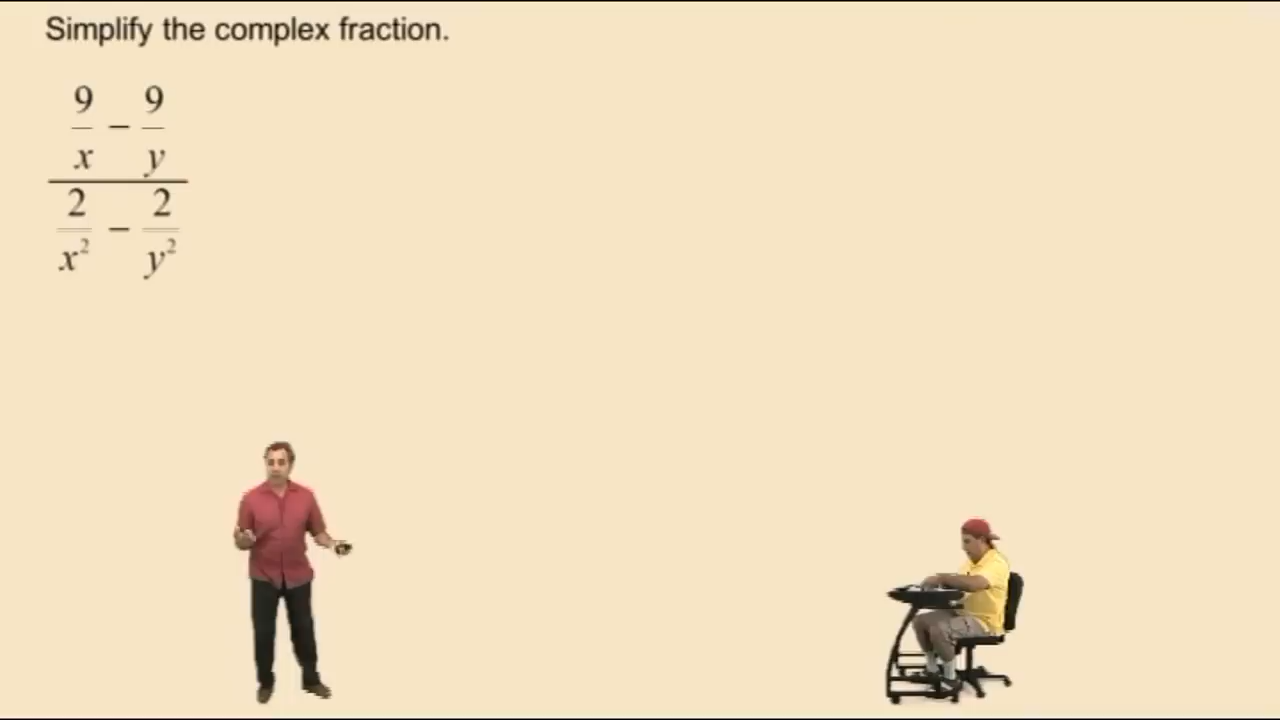 Simplify the complex fraction.
9/x − 9/y
2/x² − 2/y²